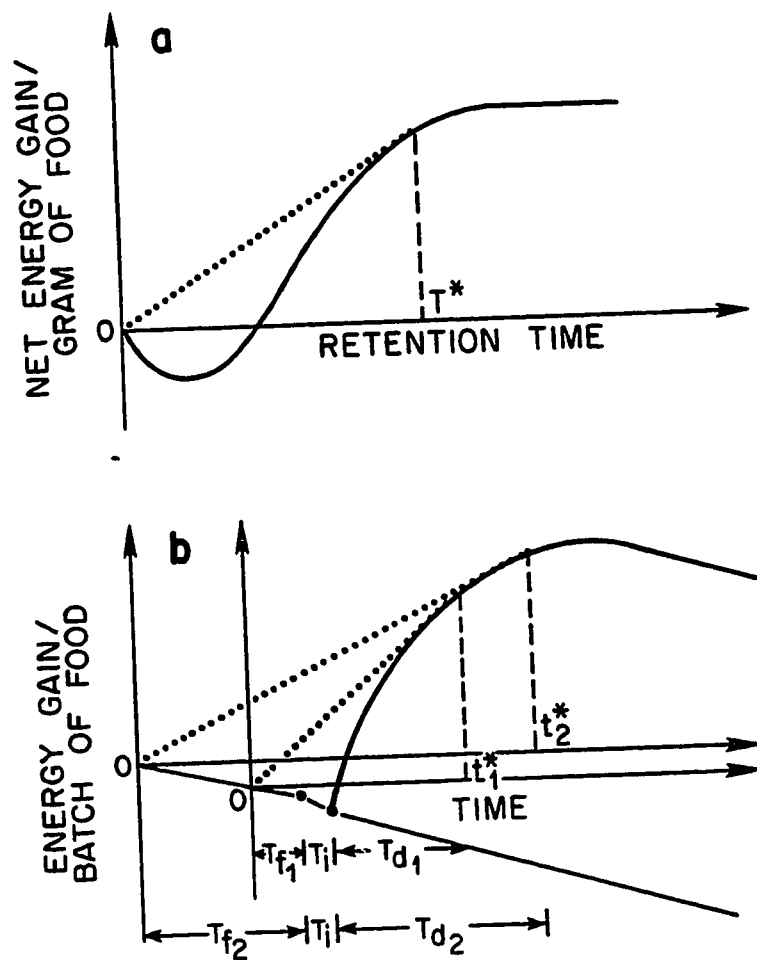 a
NET ENERGY GAIN/
GRAM OF FOOD
0
T*
RETENTION TIME
b
ENERGY GAIN/
BATCH OF FOOD
0
0
t2*
t1*
TIME
Tf1 Ti Td1
Tf2 Ti Td2